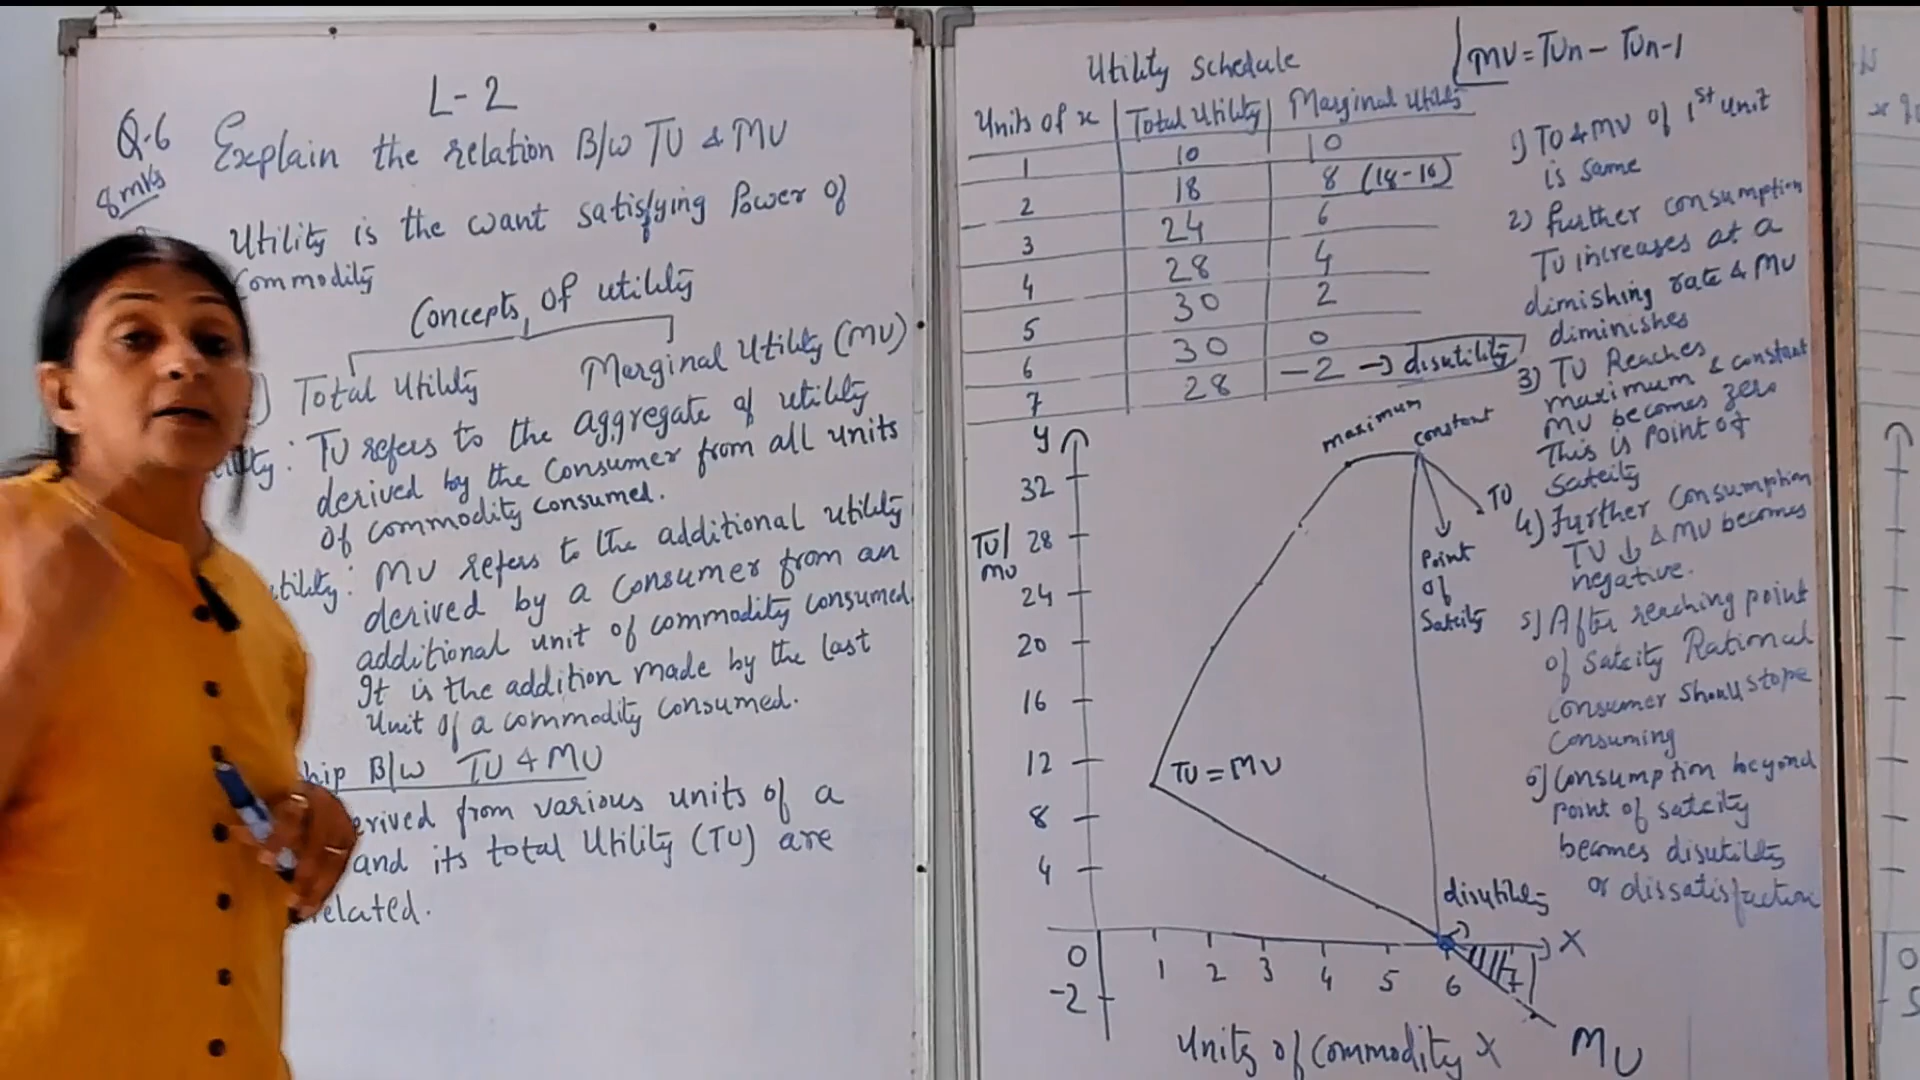 L-2
Q.6 Explain the relation B/w TU & MU
8mks
Utility is the want satisfying Power of
Commodity
Concepts of utility
Total Utility Marginal Utility (MU)
TU refers to the aggregate of utility
derived by the Consumer from all units
of commodity consumed.
MU refers to the additional utility
derived by a Consumer from an
additional unit of commodity consumed
It is the addition made by the last
Unit of a commodity consumed.
B/w TU & MU
from various units of a
and its total Utility (TU) are
Utility Schedule
MU = TUn - TUn-1
Units of x Total Utility Marginal Utility
1 10 10
2 18 8 (18-10)
3 24 6
4 28 4
5 30 2
6 30 0
7 28 -2 → disutility
1) TU & MU of 1st unit
is same
2) further consumption
TU increases at a
dimishing rate & MU
diminishes
3) TU Reaches
maximum & constant
MU becomes zero
This is point of
Sateity
4) Further Consumption
TU ↓ & MU becomes
negative.
5) After reaching point
of sateity Rational
consumer should stope
consuming
6) Consumption beyond
point of sateity
becomes disutility
or dissatisfaction
y
maximum constant
32
TU
TU/
MU
28
Point
of
Sateity
24
20
16
12
TU = MU
8
4
disutility
X
0 1 2 3 4 5 6 7
-2
Units of Commodity X
MU